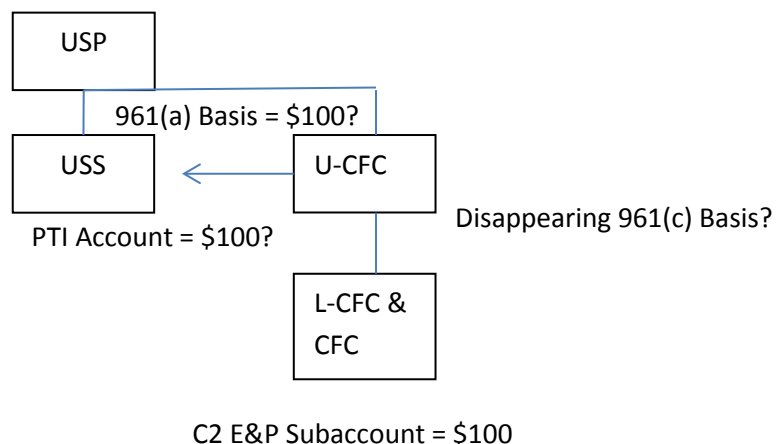 USP
961(a) Basis = $100?
USS
U-CFC
Disappearing 961(c) Basis?
PTI Account = $100?
L-CFC &
CFC
C2 E&P Subaccount = $100